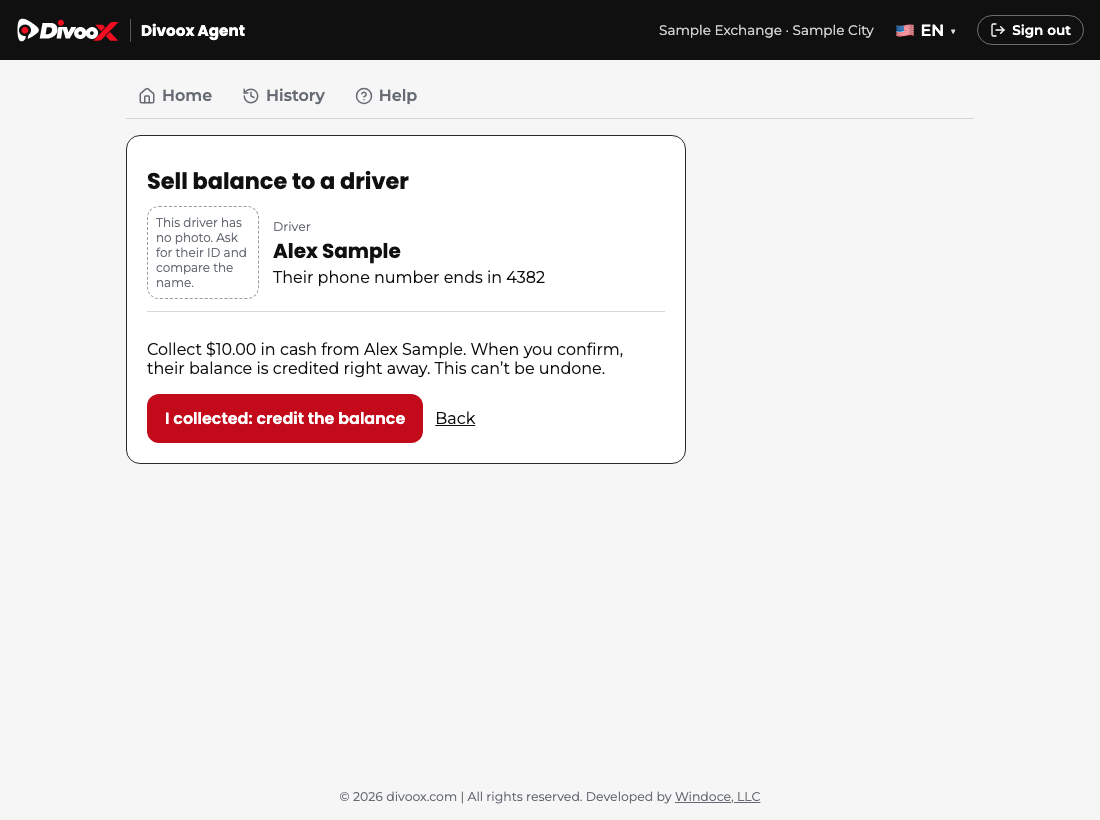 DivooX
Divoox Agent
Sample Exchange · Sample City
EN
Sign out
Home
History
Help
Sell balance to a driver
This driver has
no photo. Ask
for their ID and
compare the
name.
Driver
Alex Sample
Their phone number ends in 4382
Collect $10.00 in cash from Alex Sample. When you confirm,
their balance is credited right away. This can’t be undone.
I collected: credit the balance
Back
© 2026 divoox.com | All rights reserved. Developed by Windoce, LLC